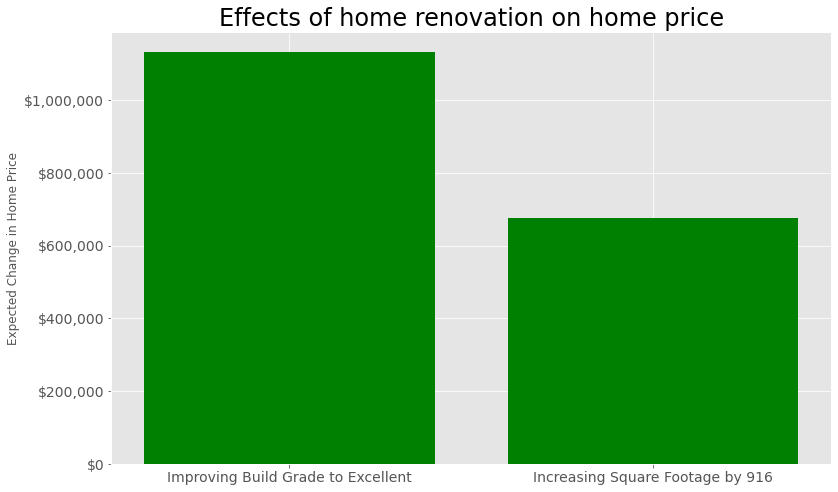 Effects of home renovation on home price
Expected Change in Home Price
$1,000,000
$800,000
$600,000
$400,000
$200,000
$0
Improving Build Grade to Excellent
Increasing Square Footage by 916